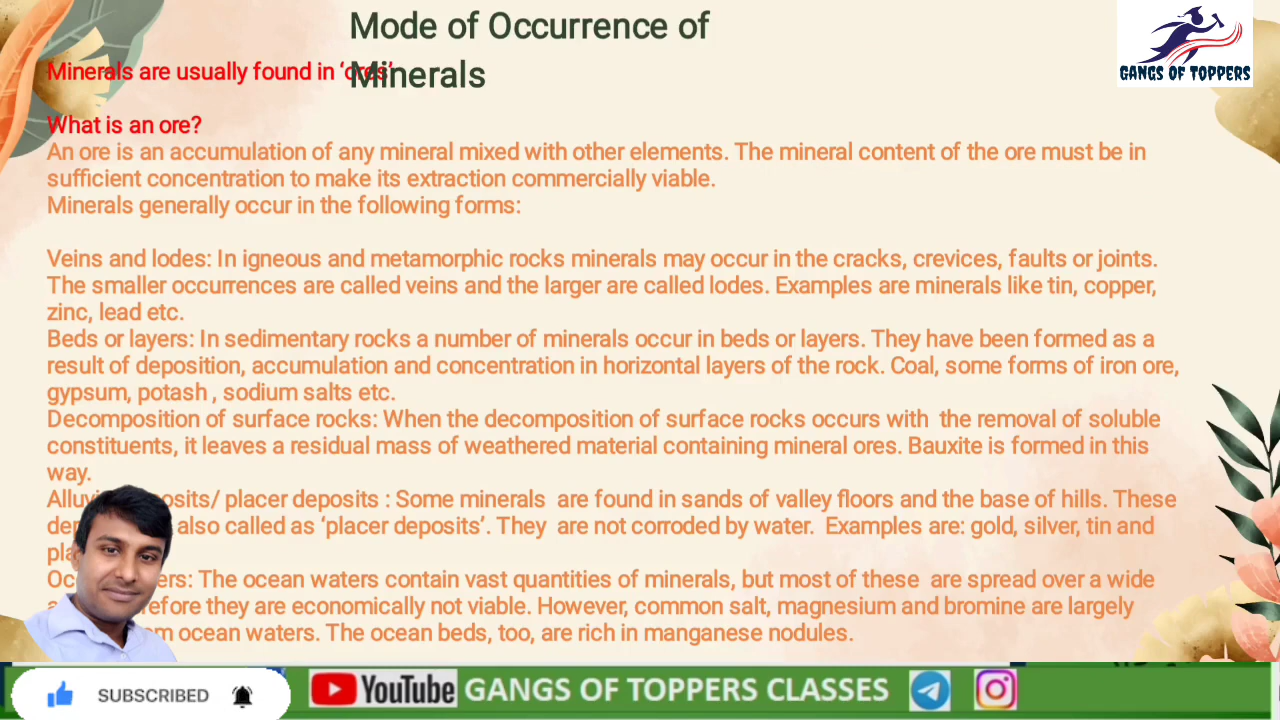 Mode of Occurrence of
Minerals
Minerals are usually found in ‘ores’
GANGS OF TOPPERS
What is an ore?
An ore is an accumulation of any mineral mixed with other elements. The mineral content of the ore must be in
sufficient concentration to make its extraction commercially viable.
Minerals generally occur in the following forms:
Veins and lodes: In igneous and metamorphic rocks minerals may occur in the cracks, crevices, faults or joints.
The smaller occurrences are called veins and the larger are called lodes. Examples are minerals like tin, copper,
zinc, lead etc.
Beds or layers: In sedimentary rocks a number of minerals occur in beds or layers. They have been formed as a
result of deposition, accumulation and concentration in horizontal layers of the rock. Coal, some forms of iron ore,
gypsum, potash , sodium salts etc.
Decomposition of surface rocks: When the decomposition of surface rocks occurs with the removal of soluble
constituents, it leaves a residual mass of weathered material containing mineral ores. Bauxite is formed in this
way.
/ placer deposits : Some minerals are found in sands of valley floors and the base of hills. These
also called as ‘placer deposits’. They are not corroded by water. Examples are: gold, silver, tin and
The ocean waters contain vast quantities of minerals, but most of these are spread over a wide
they are economically not viable. However, common salt, magnesium and bromine are largely
ocean waters. The ocean beds, too, are rich in manganese nodules.
SUBSCRIBED
YouTube
GANGS OF TOPPERS CLASSES